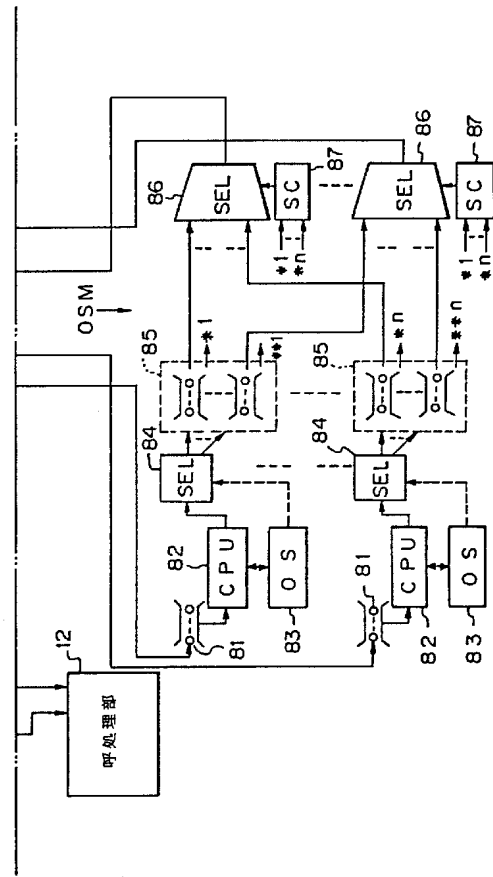 12
呼処理部
OSM
81
82
CPU
OS
83
84
SEL
85
*1
**1
86
SEL
87
SC
*1
*n
81
CPU
82
OS
83
84
SEL
85
*n
**n
86
SEL
87
SC
*1
*n